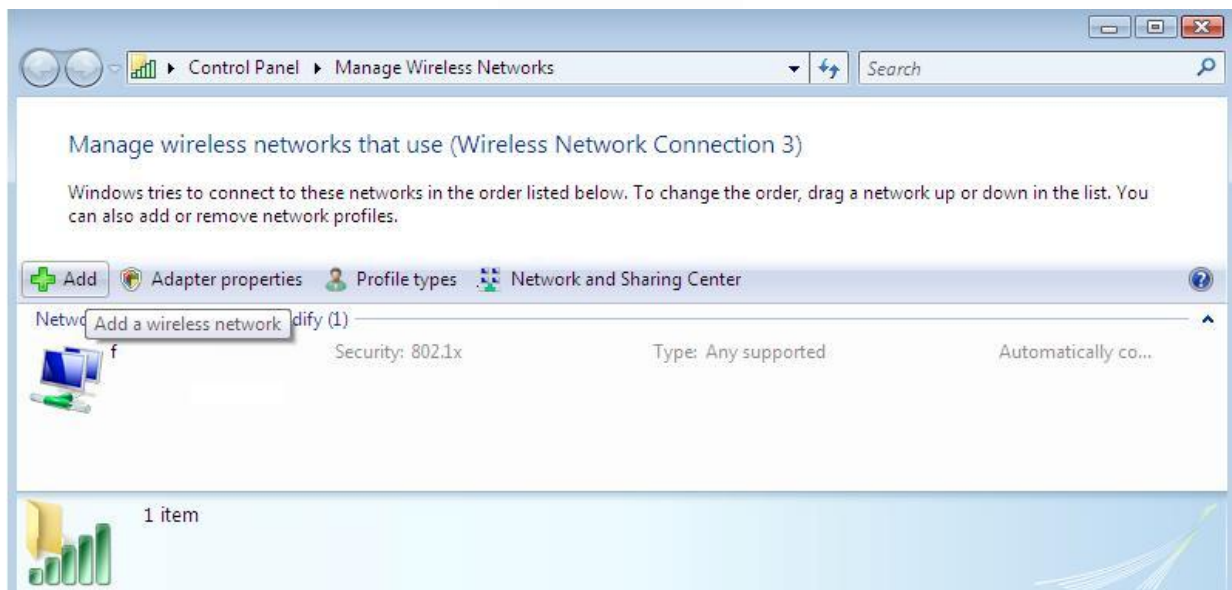 Control Panel ▸ Manage Wireless Networks
Search
Manage wireless networks that use (Wireless Network Connection 3)
Windows tries to connect to these networks in the order listed below. To change the order, drag a network up or down in the list. You
can also add or remove network profiles.
Add Adapter properties Profile types Network and Sharing Center
Add a wireless network
(1)
f Security: 802.1x Type: Any supported Automatically co...
1 item